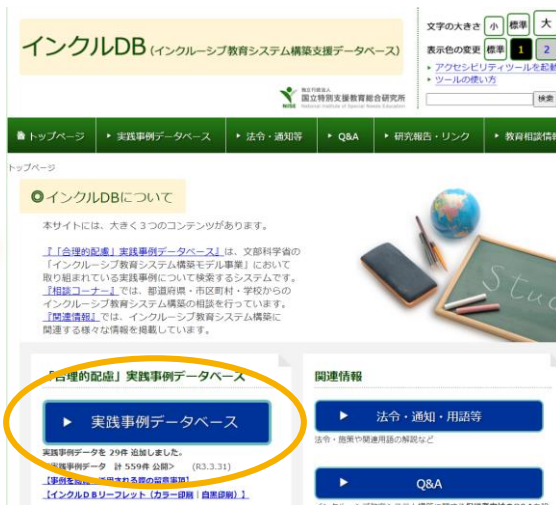 インクルDB (インクルーシブ教育システム構築支援データベース)
文字の大きさ 小 標準 大
表示色の変更 標準 1 2
アクセシビリティツールを起動
ツールの使い方
独立行政法人
国立特別支援教育総合研究所
NISE National Institute of Special Needs Education
検索
トップページ 実践事例データベース 法令・通知等 Q&A 研究報告・リンク 教育相談情報
トップページ
インクルDBについて
本サイトには、大きく３つのコンテンツがあります。
『「合理的配慮」実践事例データベース』は、文部科学省の
「インクルーシブ教育システム構築モデル事業」において
取り組まれている実践事例について検索するシステムです。
『相談コーナー』では、都道府県・市区町村・学校からの
インクルーシブ教育システム構築の相談を行っています。
『関連情報』では、インクルーシブ教育システム構築に
関連する様々な情報を掲載しています。
Stu
「合理的配慮」実践事例データベース
実践事例データベース
実践事例データを 29件 追加しました。
実践事例データ 計 559件 公開> (R3.3.31)
【インクルＤＢリーフレット（カラー印刷｜白黒印刷）】
関連情報
法令・通知・用語等
法令・施策や関連用語の解説など
Q&A